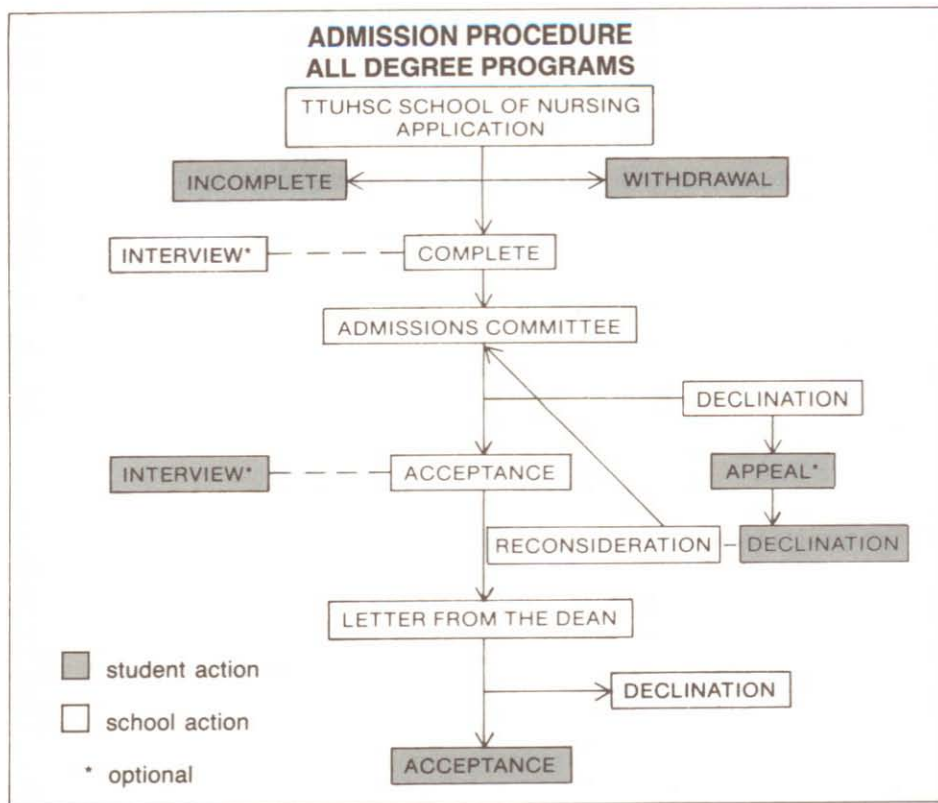 ADMISSION PROCEDURE
ALL DEGREE PROGRAMS
TTUHSC SCHOOL OF NURSING
APPLICATION
INCOMPLETE
WITHDRAWAL
INTERVIEW*
COMPLETE
ADMISSIONS COMMITTEE
DECLINATION
INTERVIEW*
ACCEPTANCE
APPEAL*
RECONSIDERATION
DECLINATION
LETTER FROM THE DEAN
student action
DECLINATION
school action
ACCEPTANCE
* optional